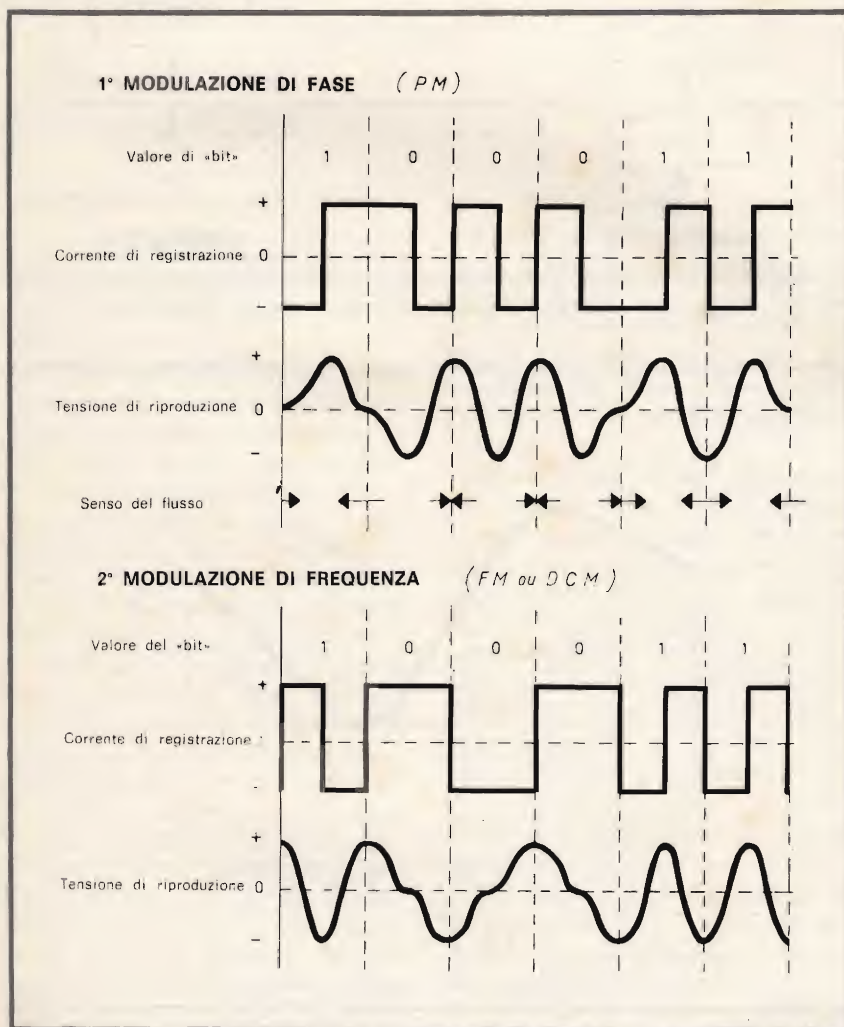 1° MODULAZIONE DI FASE (PM)
Valore di «bit» 1 0 0 0 1 1
+
Corrente di registrazione 0
-
+
Tensione di riproduzione 0
-
Senso del flusso
2° MODULAZIONE DI FREQUENZA (FM ou DCM)
Valore del «bit» 1 0 0 0 1 1
+
Corrente di registrazione
-
+
Tensione di riproduzione 0
-